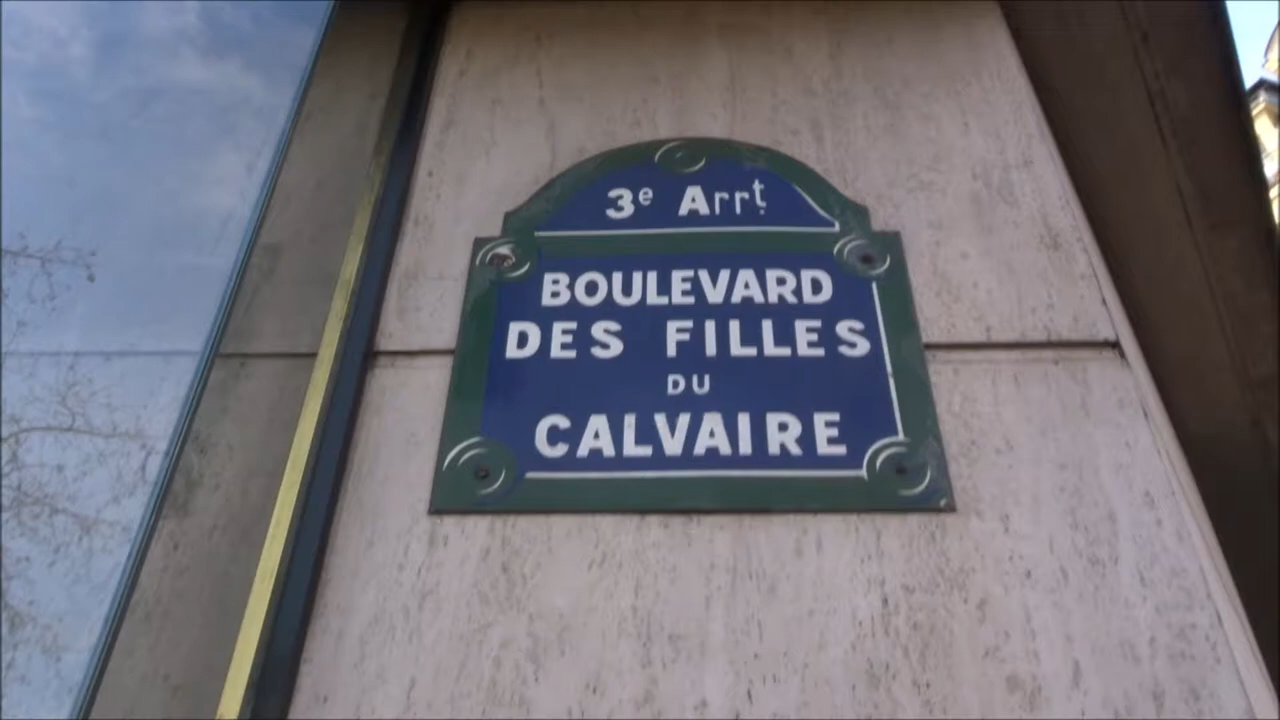 3e Arrt.
BOULEVARD
DES FILLES
DU
CALVAIRE